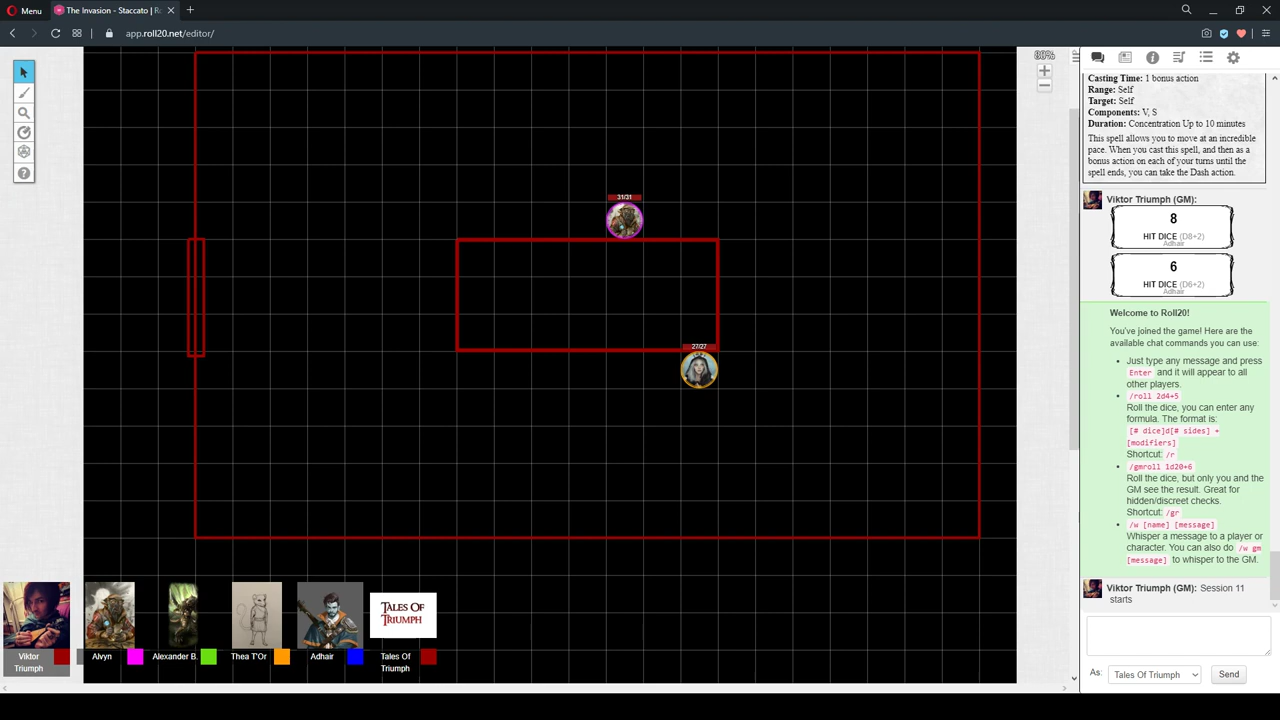 Menu
The Invasion - Staccato | Ro
app.roll20.net/editor/
80%
31/31
27/27
Casting Time: 1 bonus action
Range: Self
Target: Self
Components: V, S
Duration: Concentration Up to 10 minutes
This spell allows you to move at an incredible
pace. When you cast this spell, and then as a
bonus action on each of your turns until the
spell ends, you can take the Dash action.
Viktor Triumph (GM):
8
HIT DICE (D8+2)
Adhair
6
HIT DICE (D6+2)
Adhair
Welcome to Roll20!
You've joined the game! Here are the
available chat commands you can use:
• Just type any message and press
Enter and it will appear to all
other players.
• /roll 2d4+5
Roll the dice, you can enter any
formula. The format is:
[# dice]d[# sides] +
[modifiers]
Shortcut: /r
• /gmroll 1d20+6
Roll the dice, but only you and the
GM see the result. Great for
hidden/discreet checks.
Shortcut: /gr
• /w [name] [message]
Whisper a message to a player or
character. You can also do /w gm
[message] to whisper to the GM.
Viktor Triumph (GM): Session 11
starts
As: Tales Of Triumph Send
TALES OF
TRIUMPH
Viktor
Triumph
Alvyn
Alexander B.
Thea T'Or
Adhair
Tales Of
Triumph